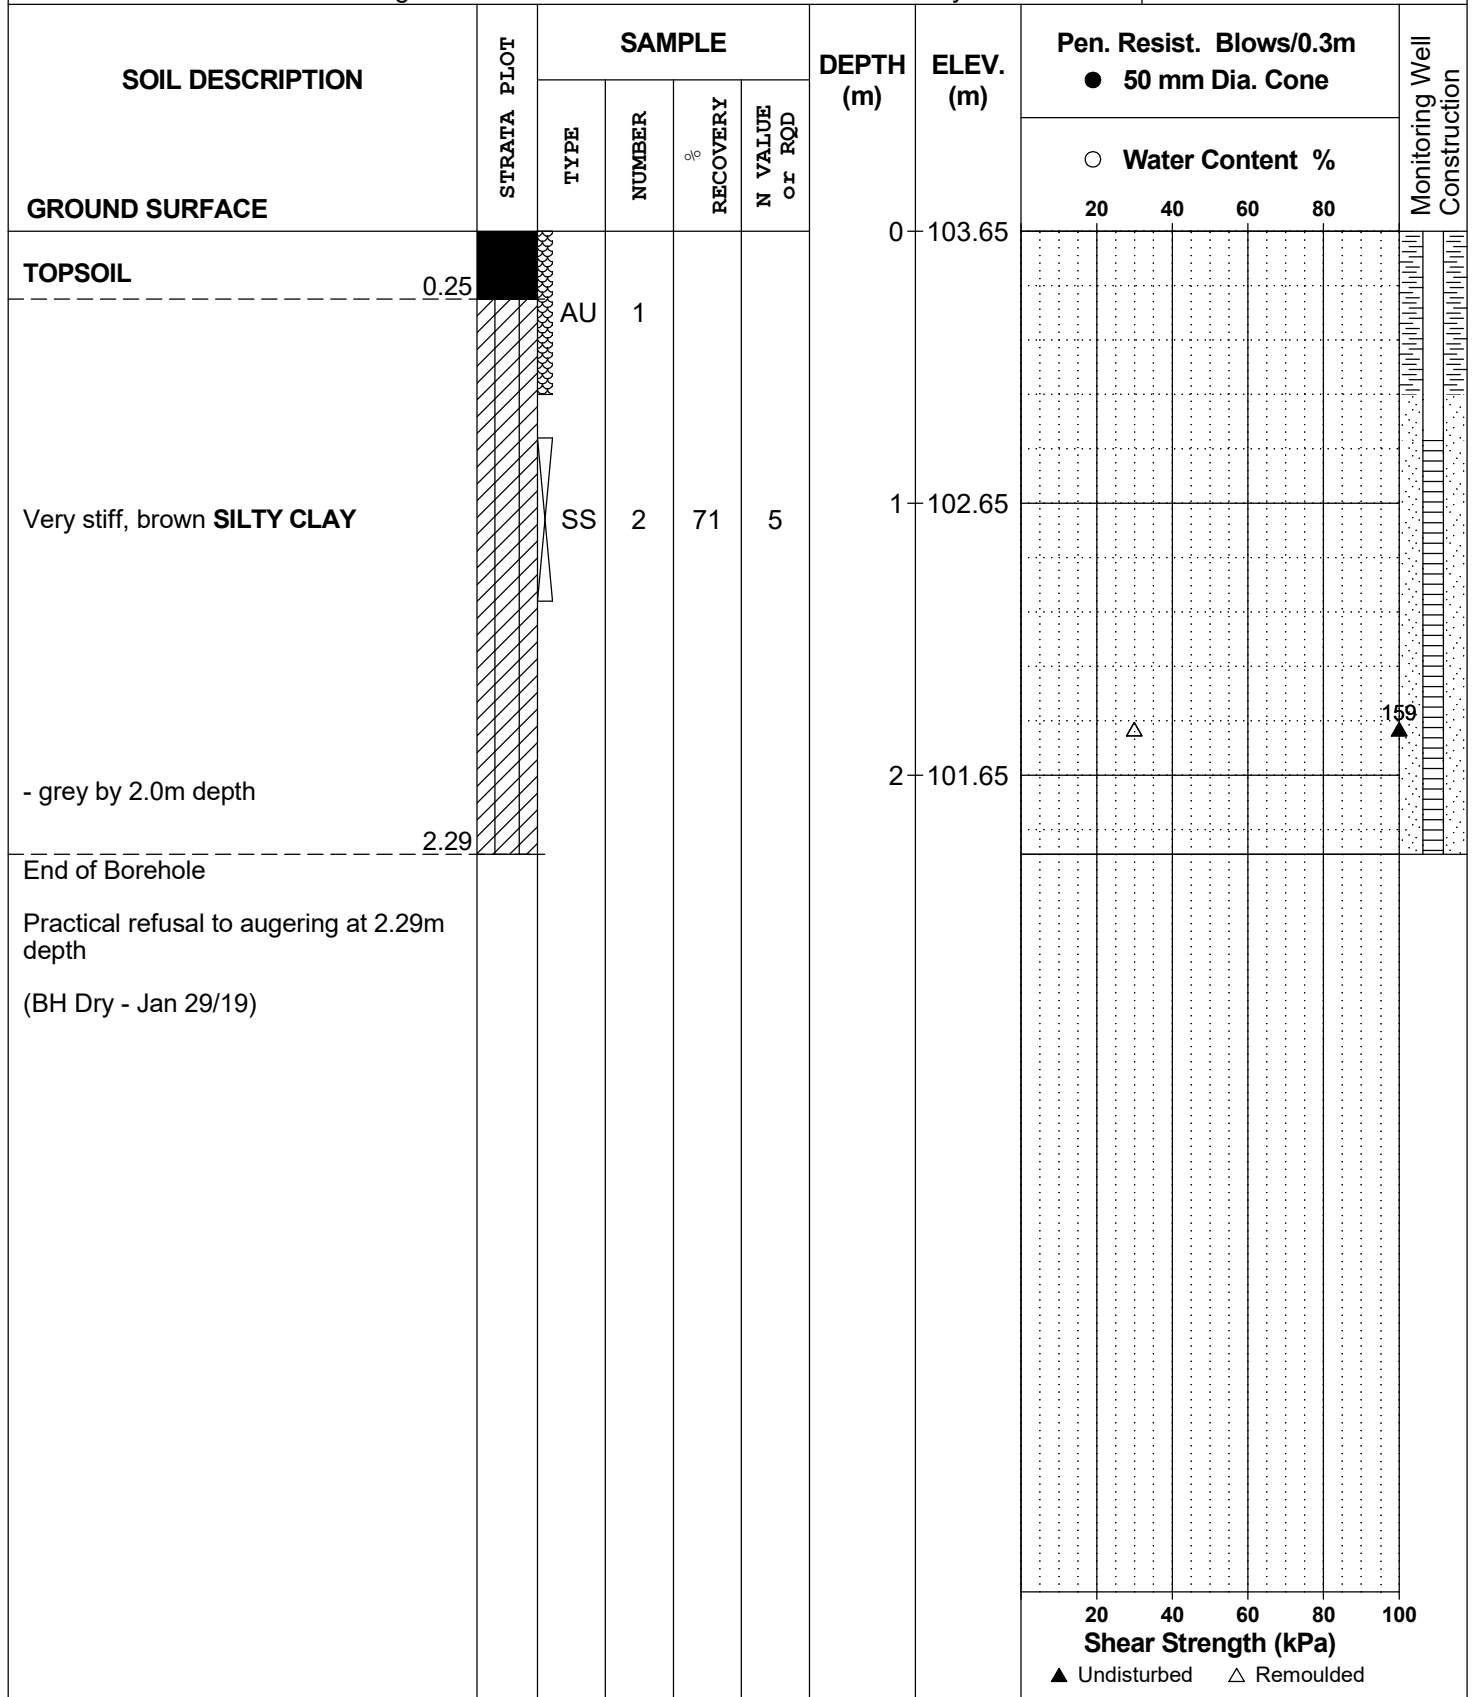 SOIL DESCRIPTION
GROUND SURFACE
STRATA PLOT
SAMPLE
TYPE
NUMBER
%
RECOVERY
N VALUE
or RQD
DEPTH
(m)
ELEV.
(m)
Pen. Resist. Blows/0.3m
● 50 mm Dia. Cone
○ Water Content %
20 40 60 80
Monitoring Well
Construction
0 103.65
TOPSOIL
0.25
AU 1
Very stiff, brown SILTY CLAY
SS 2 71 5
1 102.65
159
2 101.65
- grey by 2.0m depth
2.29
End of Borehole
Practical refusal to augering at 2.29m
depth
(BH Dry - Jan 29/19)
20 40 60 80 100
Shear Strength (kPa)
▲ Undisturbed △ Remoulded